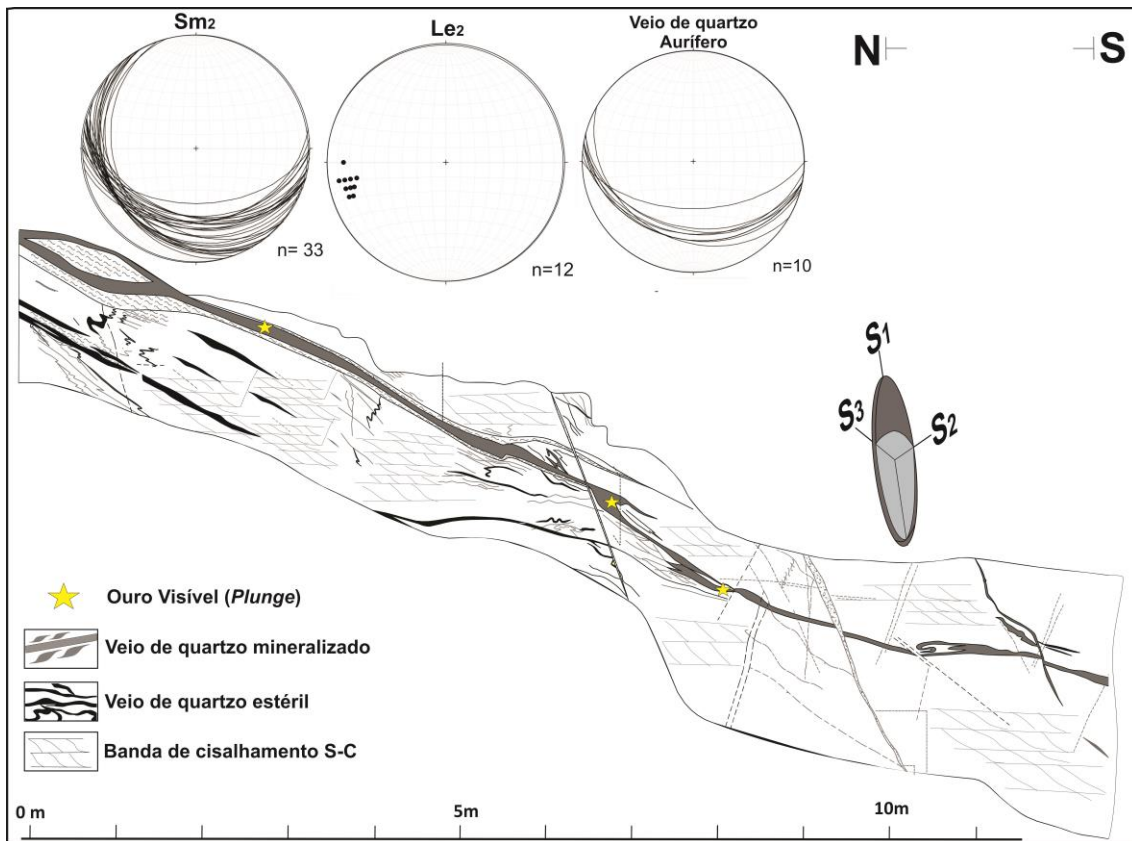 Sm2
Le2
Veio de quartzo
Aurífero
N S
n= 33
n=12
n=10
S1
S3
S2
Ouro Visível (Plunge)
Veio de quartzo mineralizado
Veio de quartzo estéril
Banda de cisalhamento S-C
0 m
5m
10m